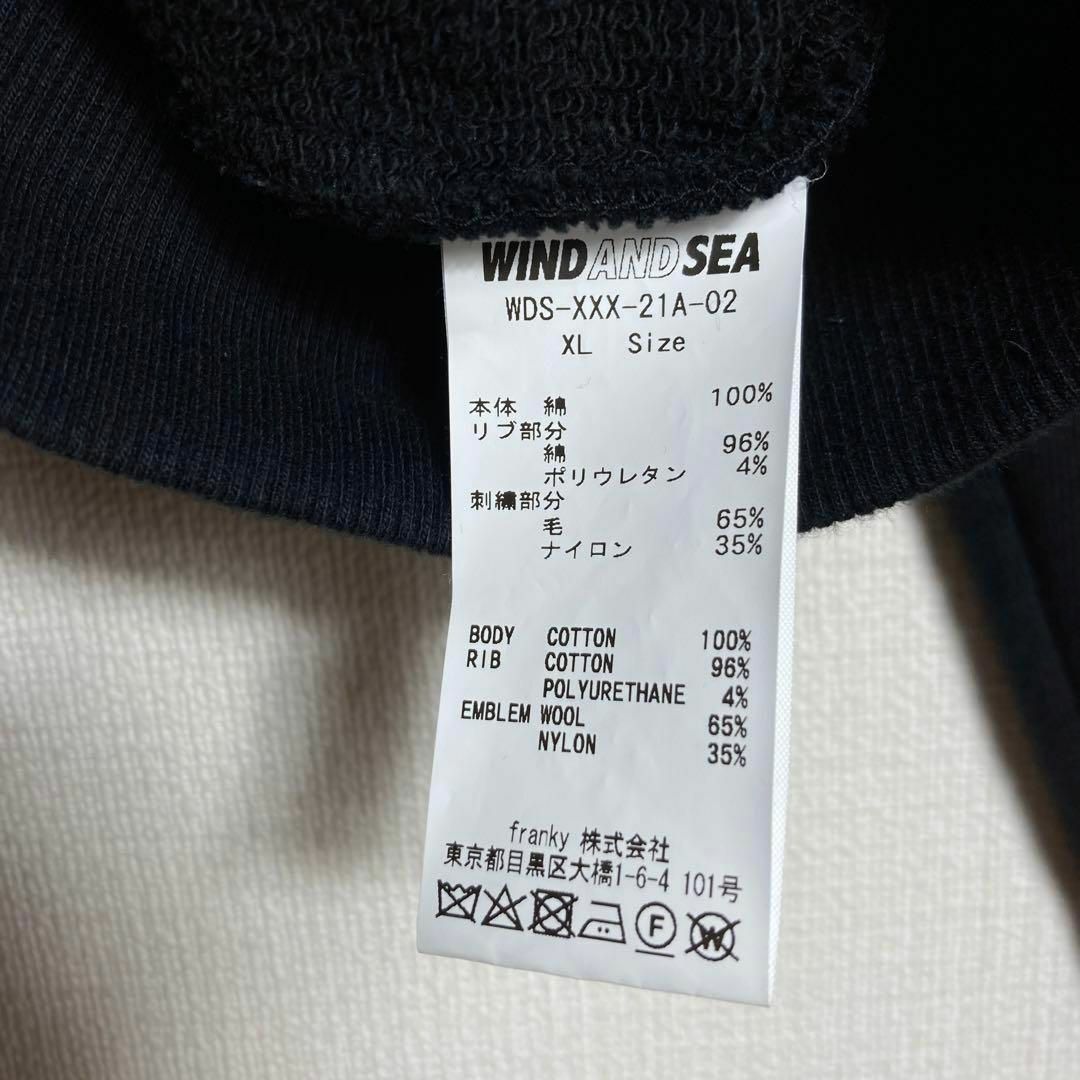 WIND AND SEA
WDS-XXX-21A-02
XL Size
本体 綿 100%
リブ部分
綿 96%
ポリウレタン 4%
刺繍部分
毛 65%
ナイロン 35%
BODY COTTON 100%
RIB COTTON 96%
POLYURETHANE 4%
EMBLEM WOOL 65%
NYLON 35%
franky 株式会社
東京都目黒区大橋1-6-4 101号
F W